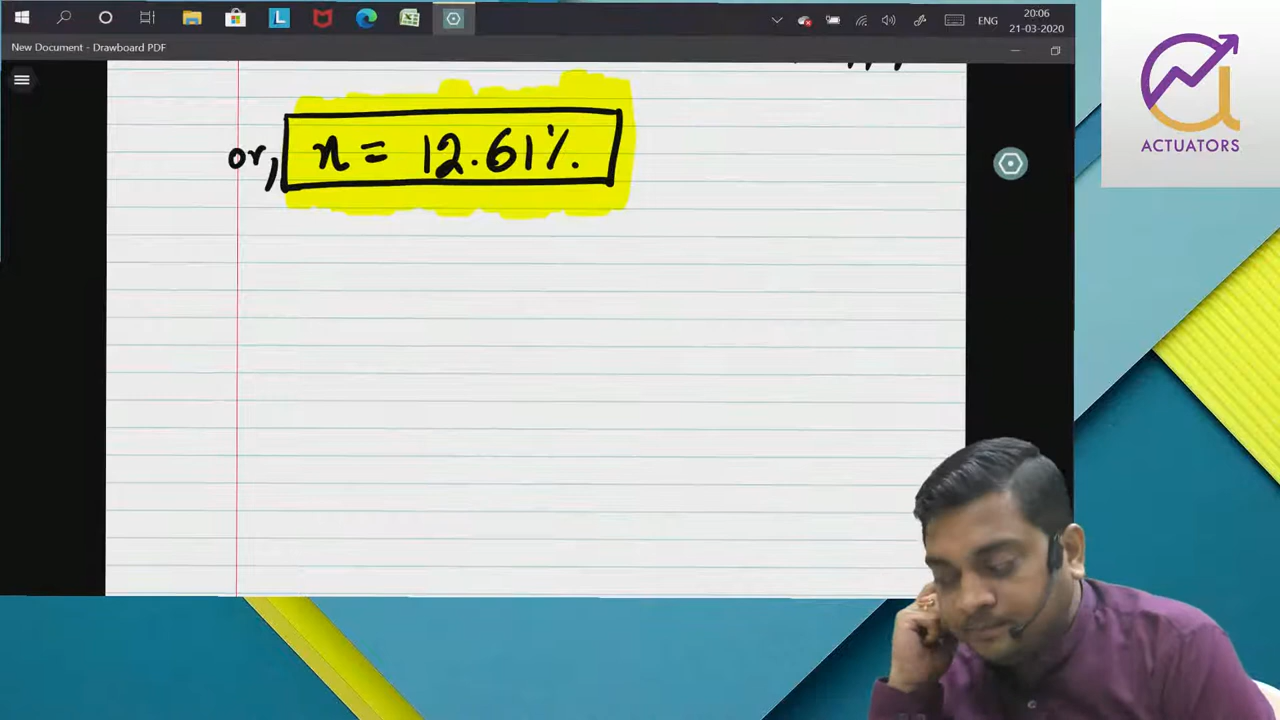 20:06
ENG
21-03-2020
New Document - Drawboard PDF
or, x = 12.61%.
ACTUATORS